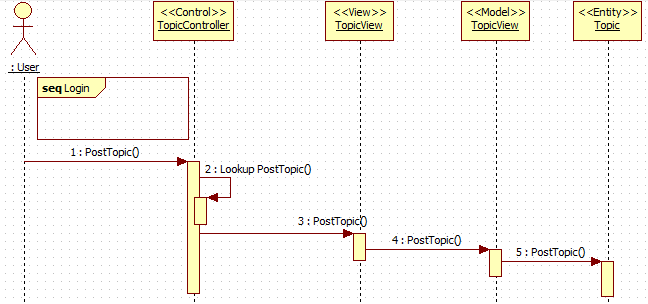 <<Control>>
TopicController
<<View>>
TopicView
<<Model>>
TopicView
<<Entity>>
Topic
: User
seq Login
1 : PostTopic()
2 : Lookup PostTopic()
3 : PostTopic()
4 : PostTopic()
5 : PostTopic()